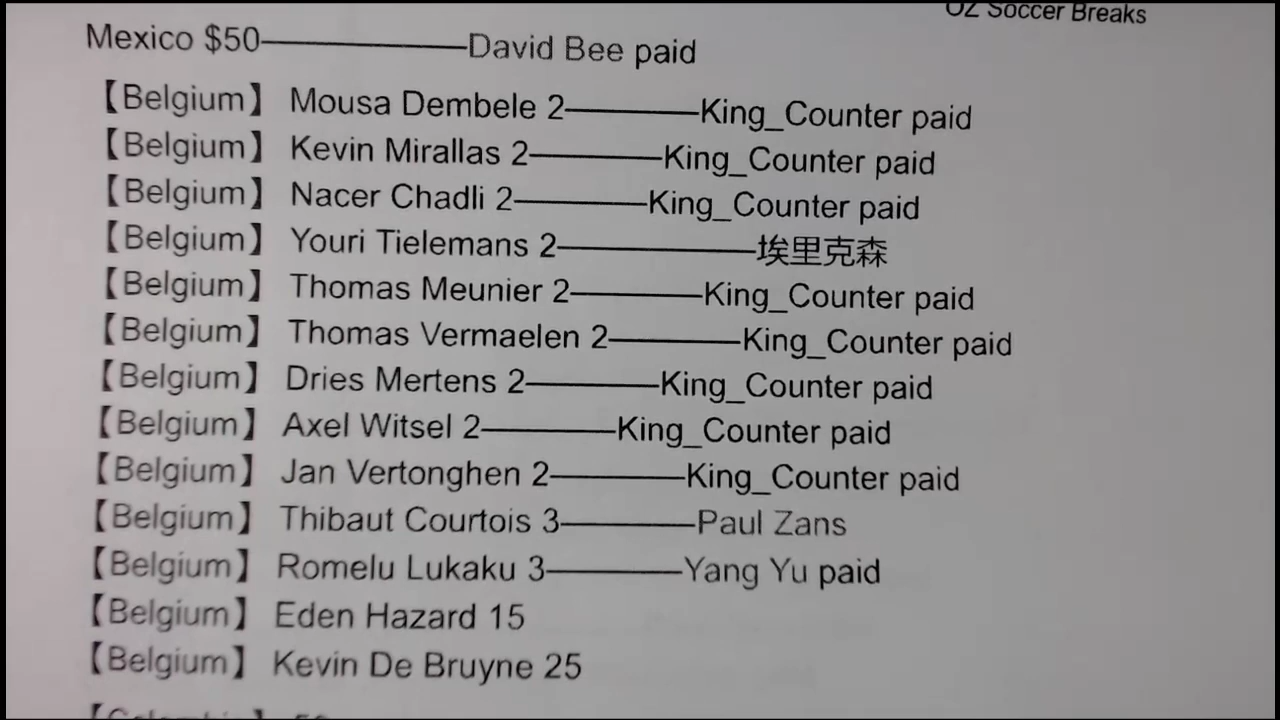 OZ Soccer Breaks
Mexico $50————————David Bee paid
【Belgium】 Mousa Dembele 2—————King_Counter paid
【Belgium】 Kevin Mirallas 2—————King_Counter paid
【Belgium】 Nacer Chadli 2—————King_Counter paid
【Belgium】 Youri Tielemans 2————————埃里克森
【Belgium】 Thomas Meunier 2—————King_Counter paid
【Belgium】 Thomas Vermaelen 2—————King_Counter paid
【Belgium】 Dries Mertens 2—————King_Counter paid
【Belgium】 Axel Witsel 2—————King_Counter paid
【Belgium】 Jan Vertonghen 2—————King_Counter paid
【Belgium】 Thibaut Courtois 3—————Paul Zans
【Belgium】 Romelu Lukaku 3—————Yang Yu paid
【Belgium】 Eden Hazard 15
【Belgium】 Kevin De Bruyne 25